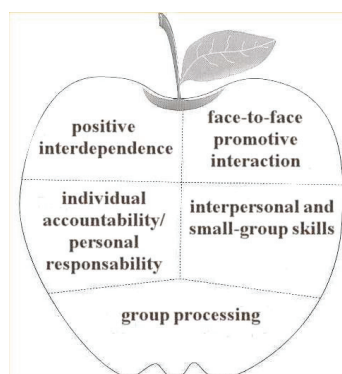 positive
interdependence
face-to-face
promotive
interaction
individual
accountability/
personal
responsability
interpersonal and
small-group skills
group processing